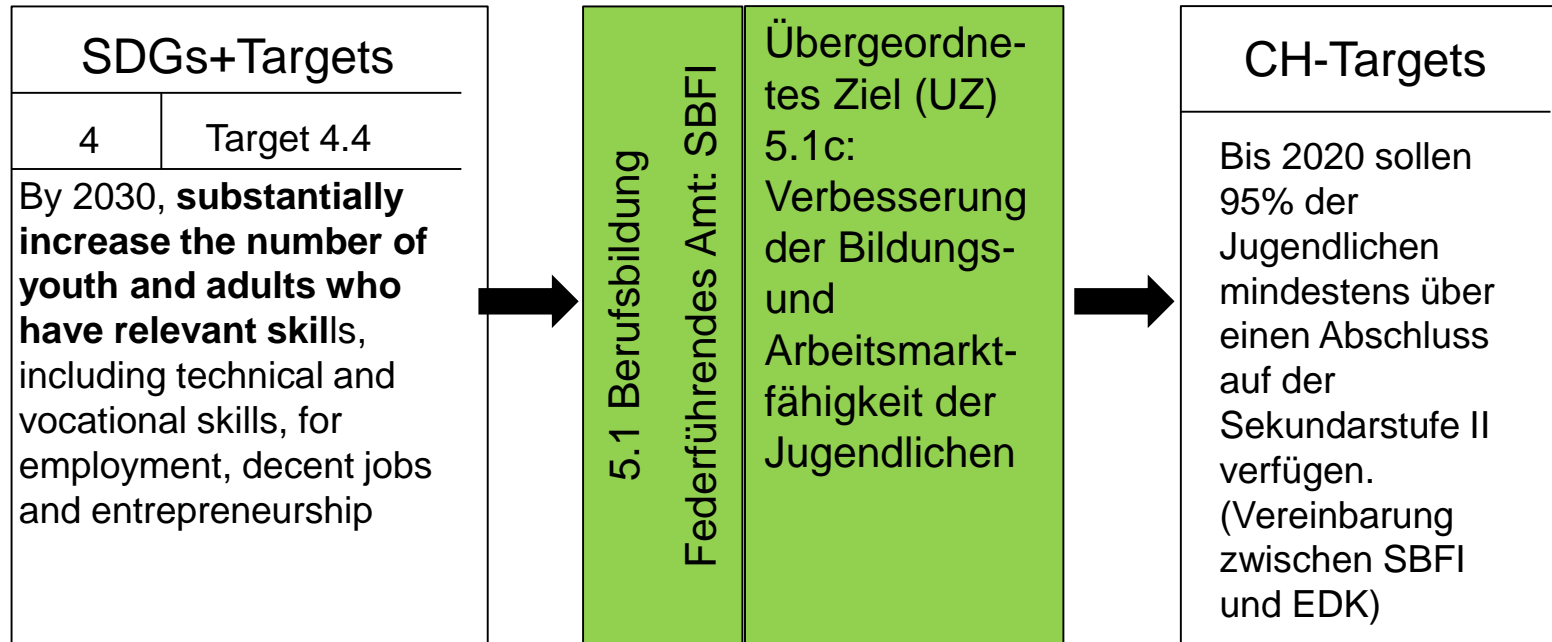 SDGs+Targets
4
Target 4.4
By 2030, substantially
increase the number of
youth and adults who
have relevant skills,
including technical and
vocational skills, for
employment, decent jobs
and entrepreneurship
5.1 Berufsbildung
Federführendes Amt: SBFI
Übergeordne-
tes Ziel (UZ)
5.1c:
Verbesserung
der Bildungs-
und
Arbeitsmarkt-
fähigkeit der
Jugendlichen
CH-Targets
Bis 2020 sollen
95% der
Jugendlichen
mindestens über
einen Abschluss
auf der
Sekundarstufe II
verfügen.
(Vereinbarung
zwischen SBFI
und EDK)